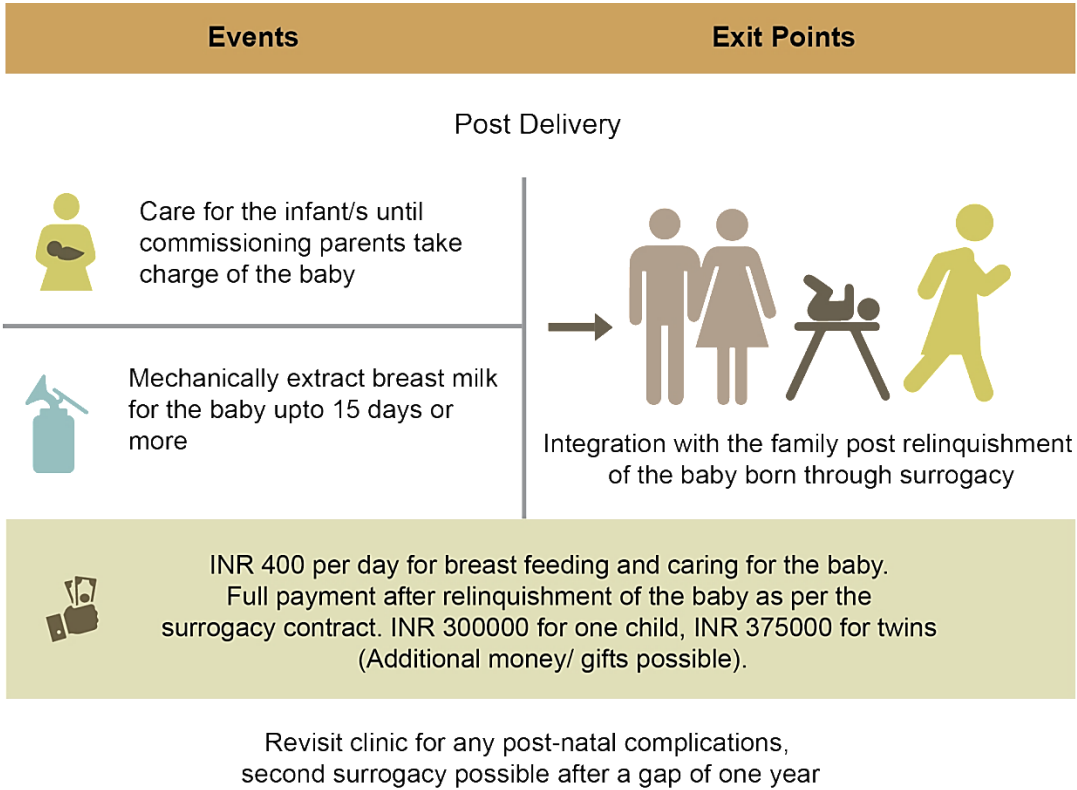 Events
Exit Points
Post Delivery
Care for the infant/s until
commissioning parents take
charge of the baby
Mechanically extract breast milk
for the baby upto 15 days or
more
Integration with the family post relinquishment
of the baby born through surrogacy
INR 400 per day for breast feeding and caring for the baby.
Full payment after relinquishment of the baby as per the
surrogacy contract. INR 300000 for one child, INR 375000 for twins
(Additional money/ gifts possible).
Revisit clinic for any post-natal complications,
second surrogacy possible after a gap of one year